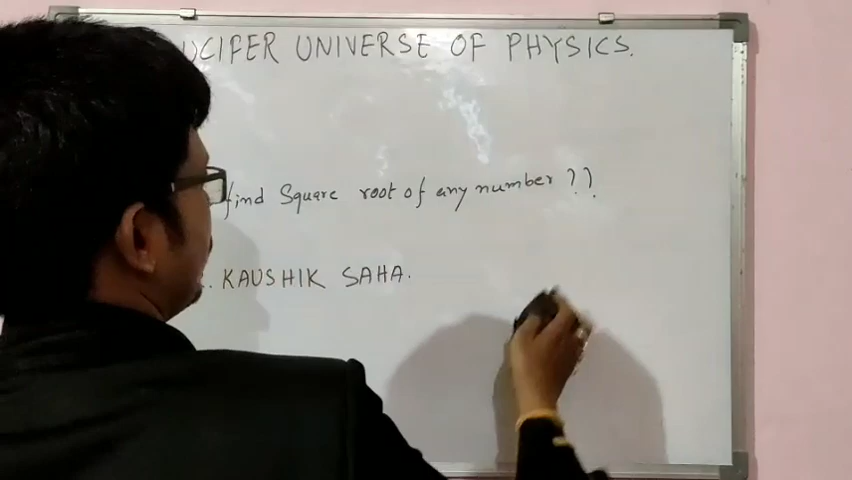 UCIFER UNIVERSE OF PHYSICS.
find Square root of any number ??
. KAUSHIK SAHA.